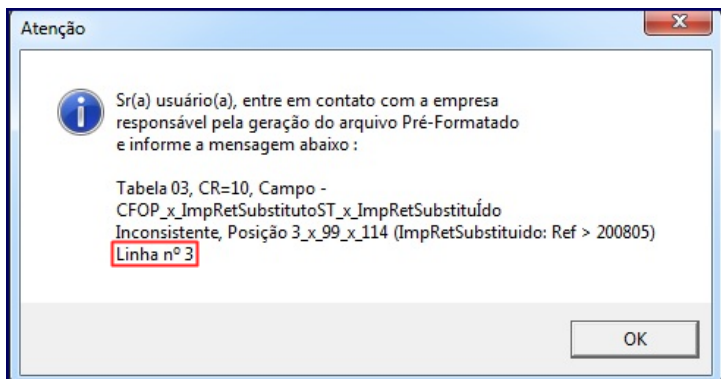 Atenção
Sr(a) usuário(a), entre em contato com a empresa
responsável pela geração do arquivo Pré-Formatado
e informe a mensagem abaixo :
Tabela 03, CR=10, Campo -
CFOP_x_ImpRetSubstitutoST_x_ImpRetSubstituÍdo
Inconsistente, Posição 3_x_99_x_114 (ImpRetSubstituido: Ref > 200805)
Linha nº 3
OK